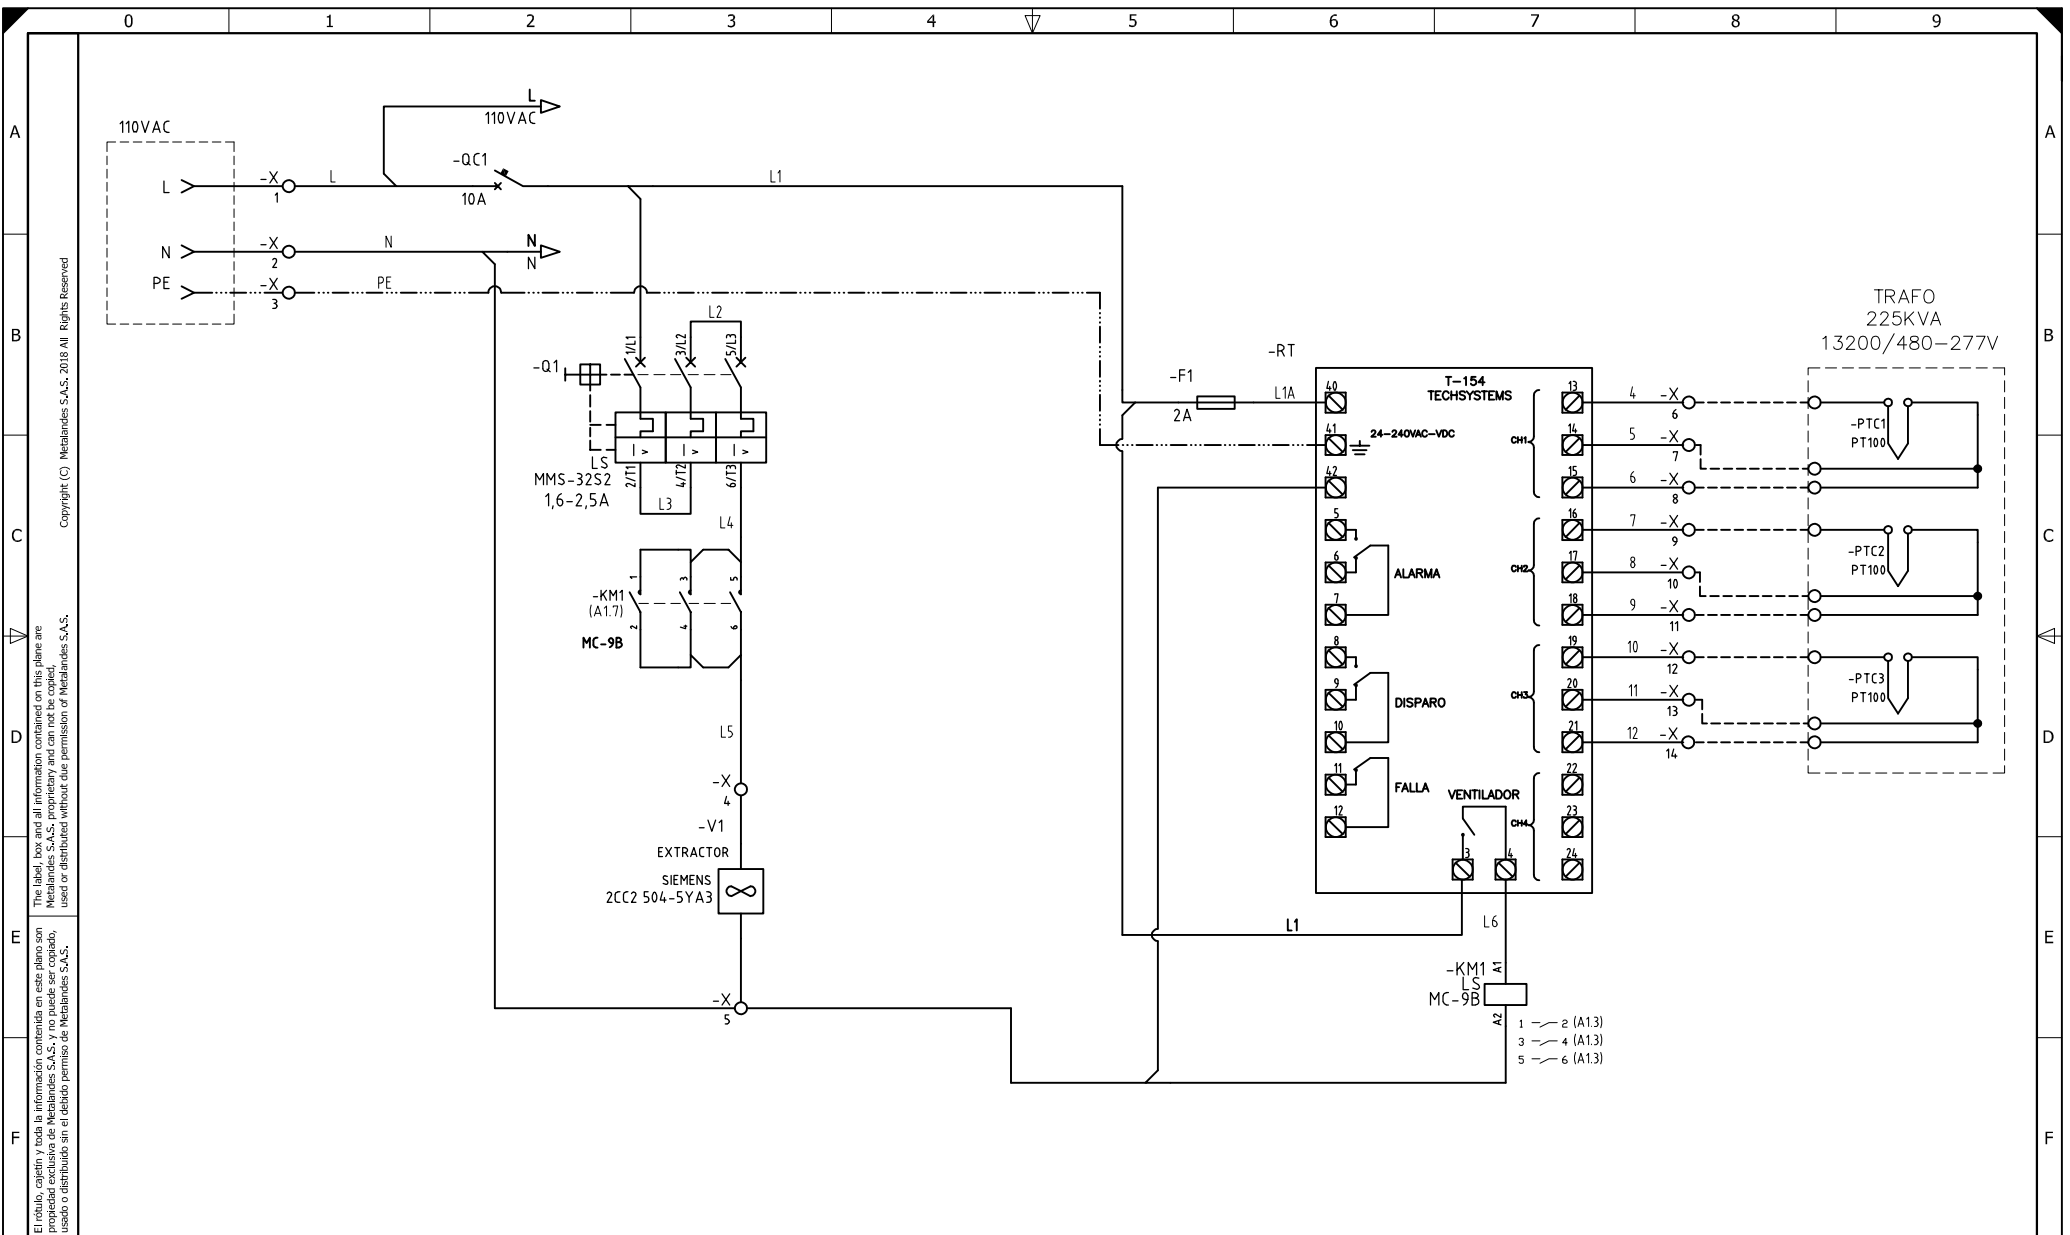 0 1 2 3 4 5 6 7 8 9
A
B
C
D
E
F
A
B
C
D
E
F
Copyright (C) Metalandes S.A.S. 2018 All Rights Reserved
The label, box and all information contained on this plane are
Metalandes S.A.S. proprietary and can not be copied,
used or distributed without due permission of Metalandes S.A.S.
El rótulo, cajetín y toda la información contenida en este plano son
propiedad exclusiva de Metalandes S.A.S. y no puede ser copiado,
usado o distribuido sin el debido permiso de Metalandes S.A.S.
110VAC
L
N
PE
-X
1
L
-X
2
N
-X
3
PE
L
110VAC
-QC1
10A
L1
N
N
L2
1/L1
3/L2
5/L3
-Q1
I >
I >
I >
LS
MMS-32S2
1,6-2,5A
2/T1
4/T2
6/T3
L3
L4
1
3
5
-KM1
(A1.7)
2
4
6
MC-9B
L5
-X
4
-V1
EXTRACTOR
SIEMENS
2CC2 504-5YA3
-X
5
-F1
2A
L1A
-RT
T-154
TECHSYSTEMS
40
41
24-240VAC-VDC
42
5
6
ALARMA
7
8
9
DISPARO
10
11
FALLA
12
VENTILADOR
3
4
13
14
CH1
15
16
17
CH2
18
19
20
CH3
21
22
23
CH4
24
L1
L6
-KM1
A1
LS
MC-9B
A2
1 2 (A1.3)
3 4 (A1.3)
5 6 (A1.3)
4 -X
6
5 -X
7
6 -X
8
7 -X
9
8 -X
10
9 -X
11
10 -X
12
11 -X
13
12 -X
14
TRAFO
225KVA
13200/480-277V
-PTC1
PT100
-PTC2
PT100
-PTC3
PT100